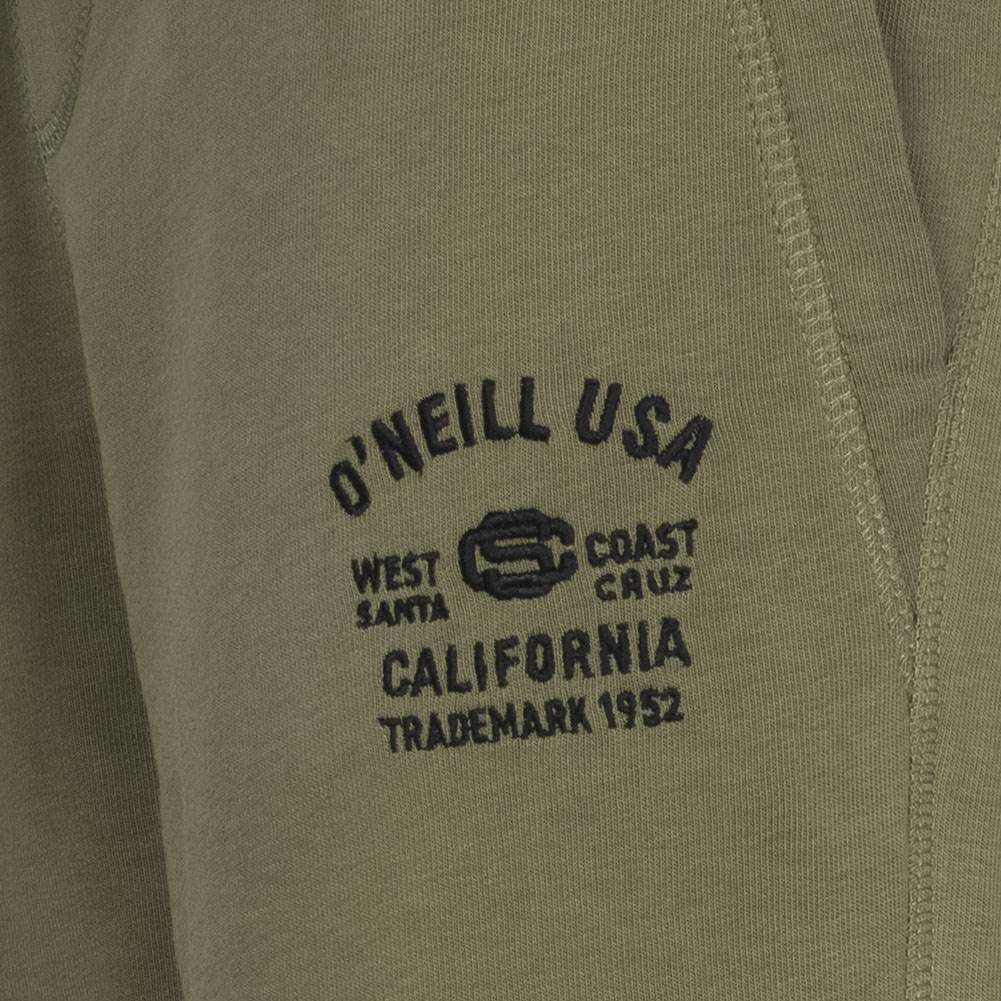 O'NEILL USA
WEST SC COAST
SANTA CRUZ
CALIFORNIA
TRADEMARK 1952